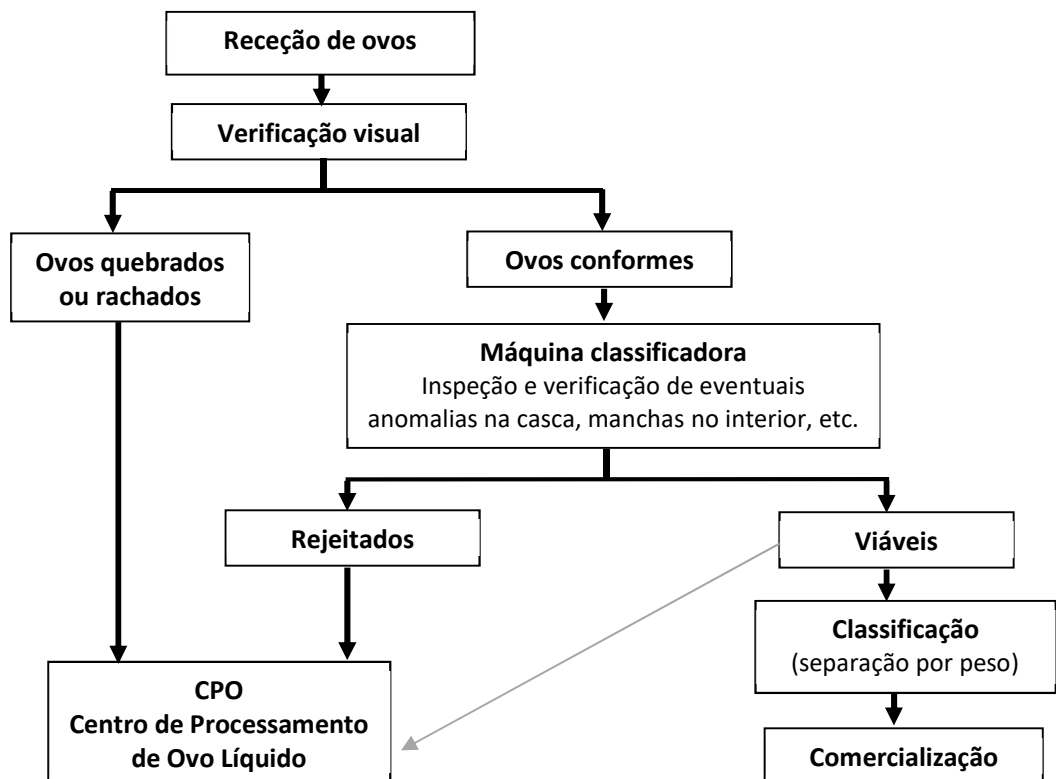 Receção de ovos
Verificação visual
Ovos quebrados
ou rachados
Ovos conformes
Máquina classificadora
Inspeção e verificação de eventuais
anomalias na casca, manchas no interior, etc.
Rejeitados
Viáveis
Classificação
(separação por peso)
CPO
Centro de Processamento
de Ovo Líquido
Comercialização